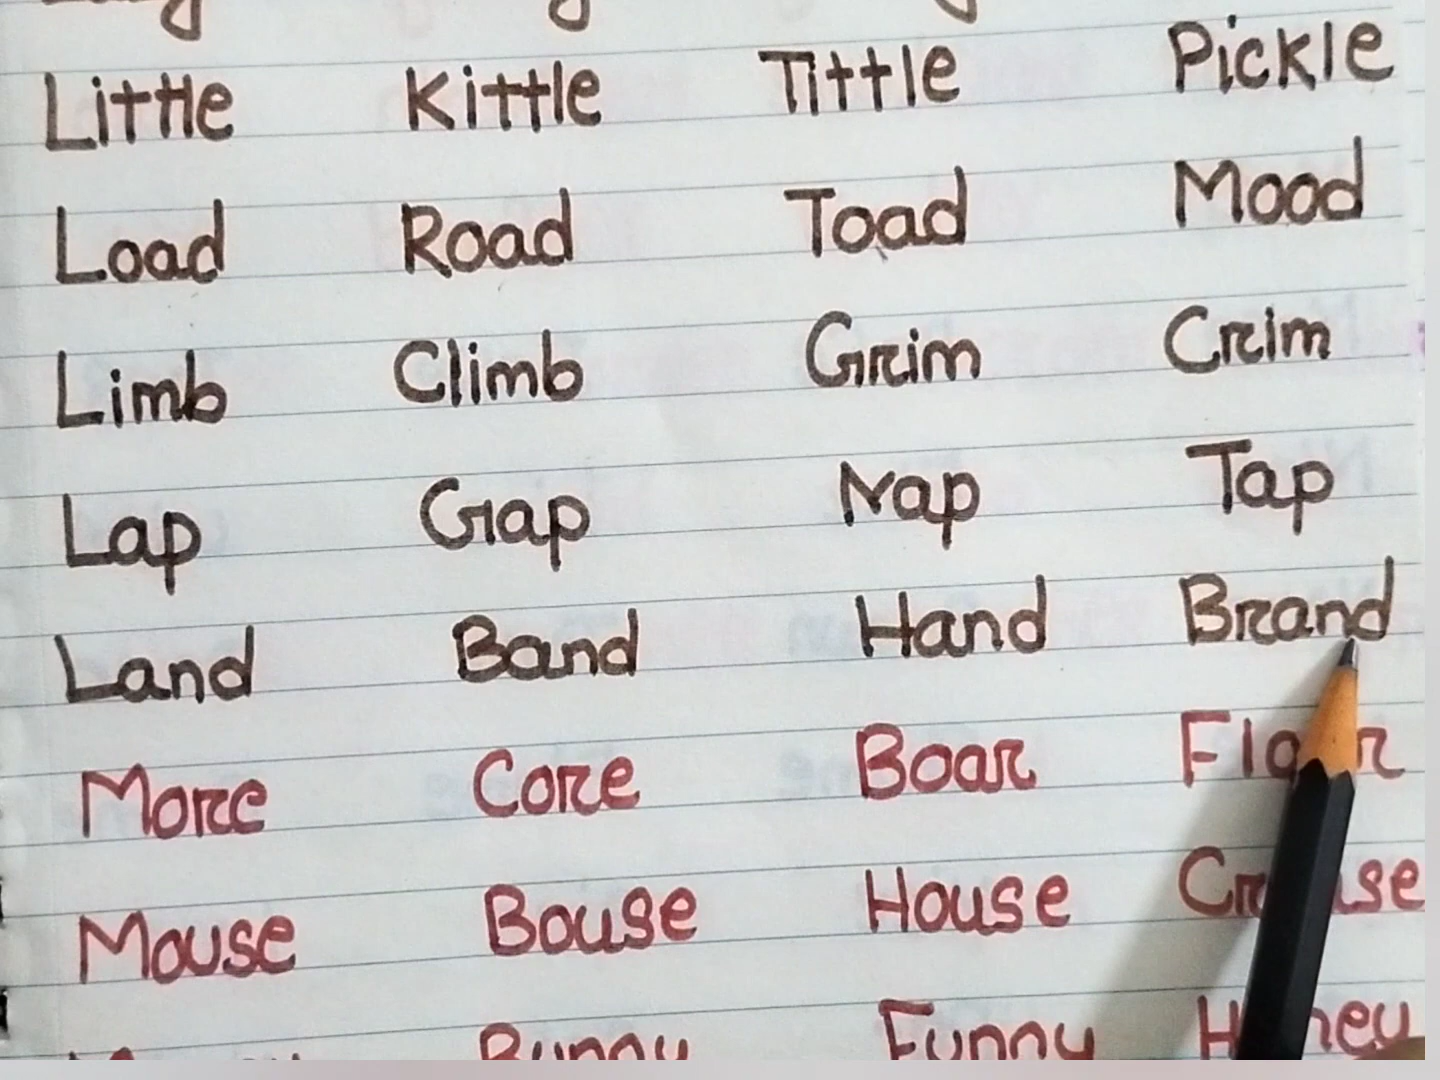 Little Kittle Tittle Pickle
Load Road Toad Mood
Limb Climb Grim Crim
Lap Gap Nap Tap
Land Band Hand Brand
More Core Boar
Mouse Bouse House
Bunny Funny